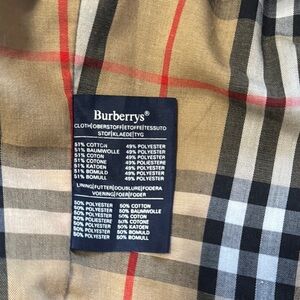 Burberrys®
CLOTH|OBERSTOFF|ETOFFE|TESSUTO
STOF|KLAEDE|TYG
51% COTTON 49% POLYESTER
51% BAUMWOLLE 49% POLYESTER
51% COTON 49% POLYESTER
51% COTONE 49% POLIESTERE
51% KATOEN 49% POLYESTER
51% BOMULD 49% POLYESTER
51% BOMULL 49% POLYESTER
LINING|FUTTER|DOUBLURE|FODERA
VOERING|FOER|FODER
50% POLYESTER 50% COTTON
50% POLYESTER 50% BAUMWOLLE
50% POLYESTER 50% COTON
50% POLIESTERE 50% COTONE
50% POLYESTER 50% KATOEN
50% POLYESTER 50% BOMULD
50% POLYESTER 50% BOMULL